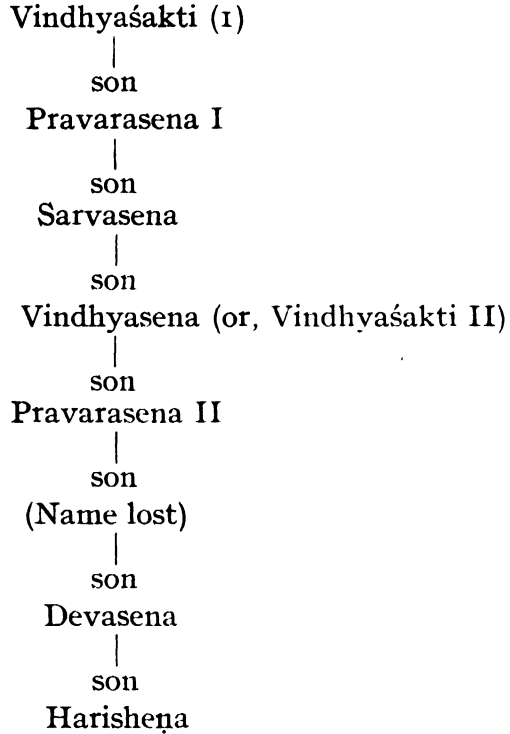 Vindhyaśakti (I)
son
Pravarasena I
son
Sarvasena
son
Vindhyasena (or, Vindhyaśakti II)
son
Pravarasena II
son
(Name lost)
son
Devasena
son
Harisheṇa